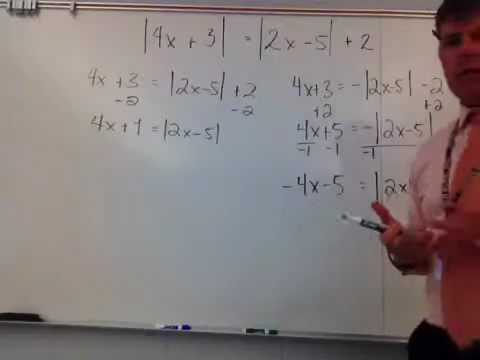 |4x + 3| = |2x - 5| + 2
4x + 3 = |2x-5| + 2
-2 -2
4x + 1 = |2x-5|
4x+3 = -|2x-5| - 2
+2 +2
4x+5 = -|2x-5|
-1 -1 -1
-4x-5 = |2x